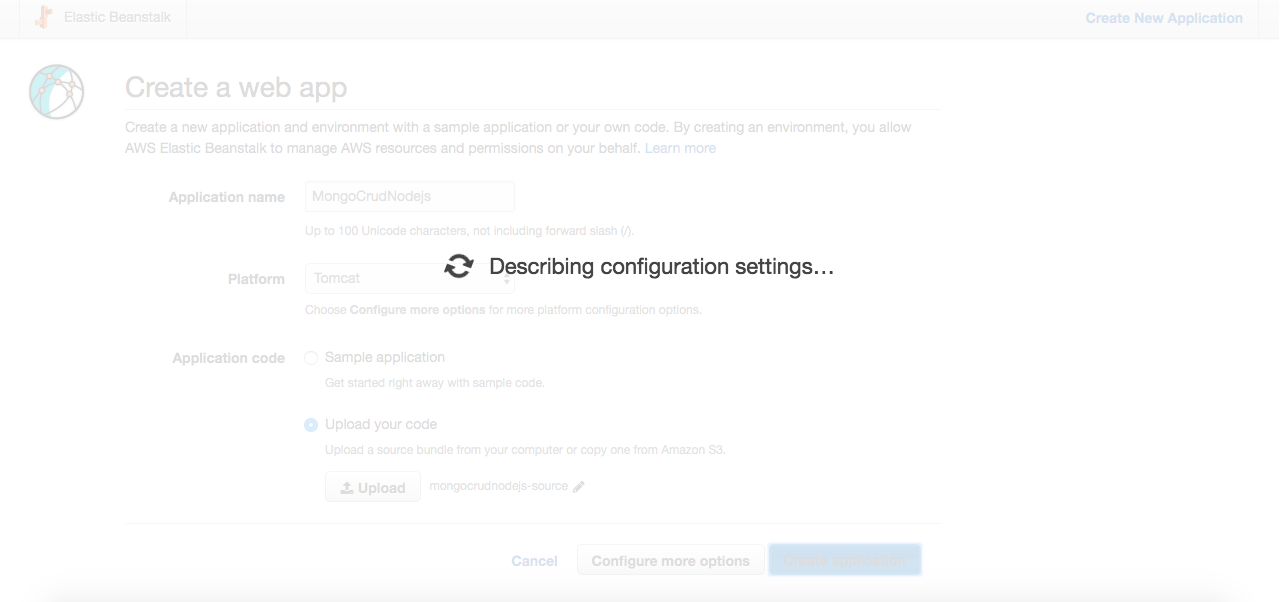 Elastic Beanstalk
Create New Application
Create a web app
Create a new application and environment with a sample application or your own code. By creating an environment, you allow
AWS Elastic Beanstalk to manage AWS resources and permissions on your behalf. Learn more
Application name MongoCrudNodejs
Up to 100 Unicode characters, not including forward slash (/).
Describing configuration settings...
Platform Tomcat
Choose Configure more options for more platform configuration options.
Application code Sample application
Get started right away with sample code.
Upload your code
Upload a source bundle from your computer or copy one from Amazon S3.
Upload mongocrudnodejs-source
Cancel Configure more options Create application